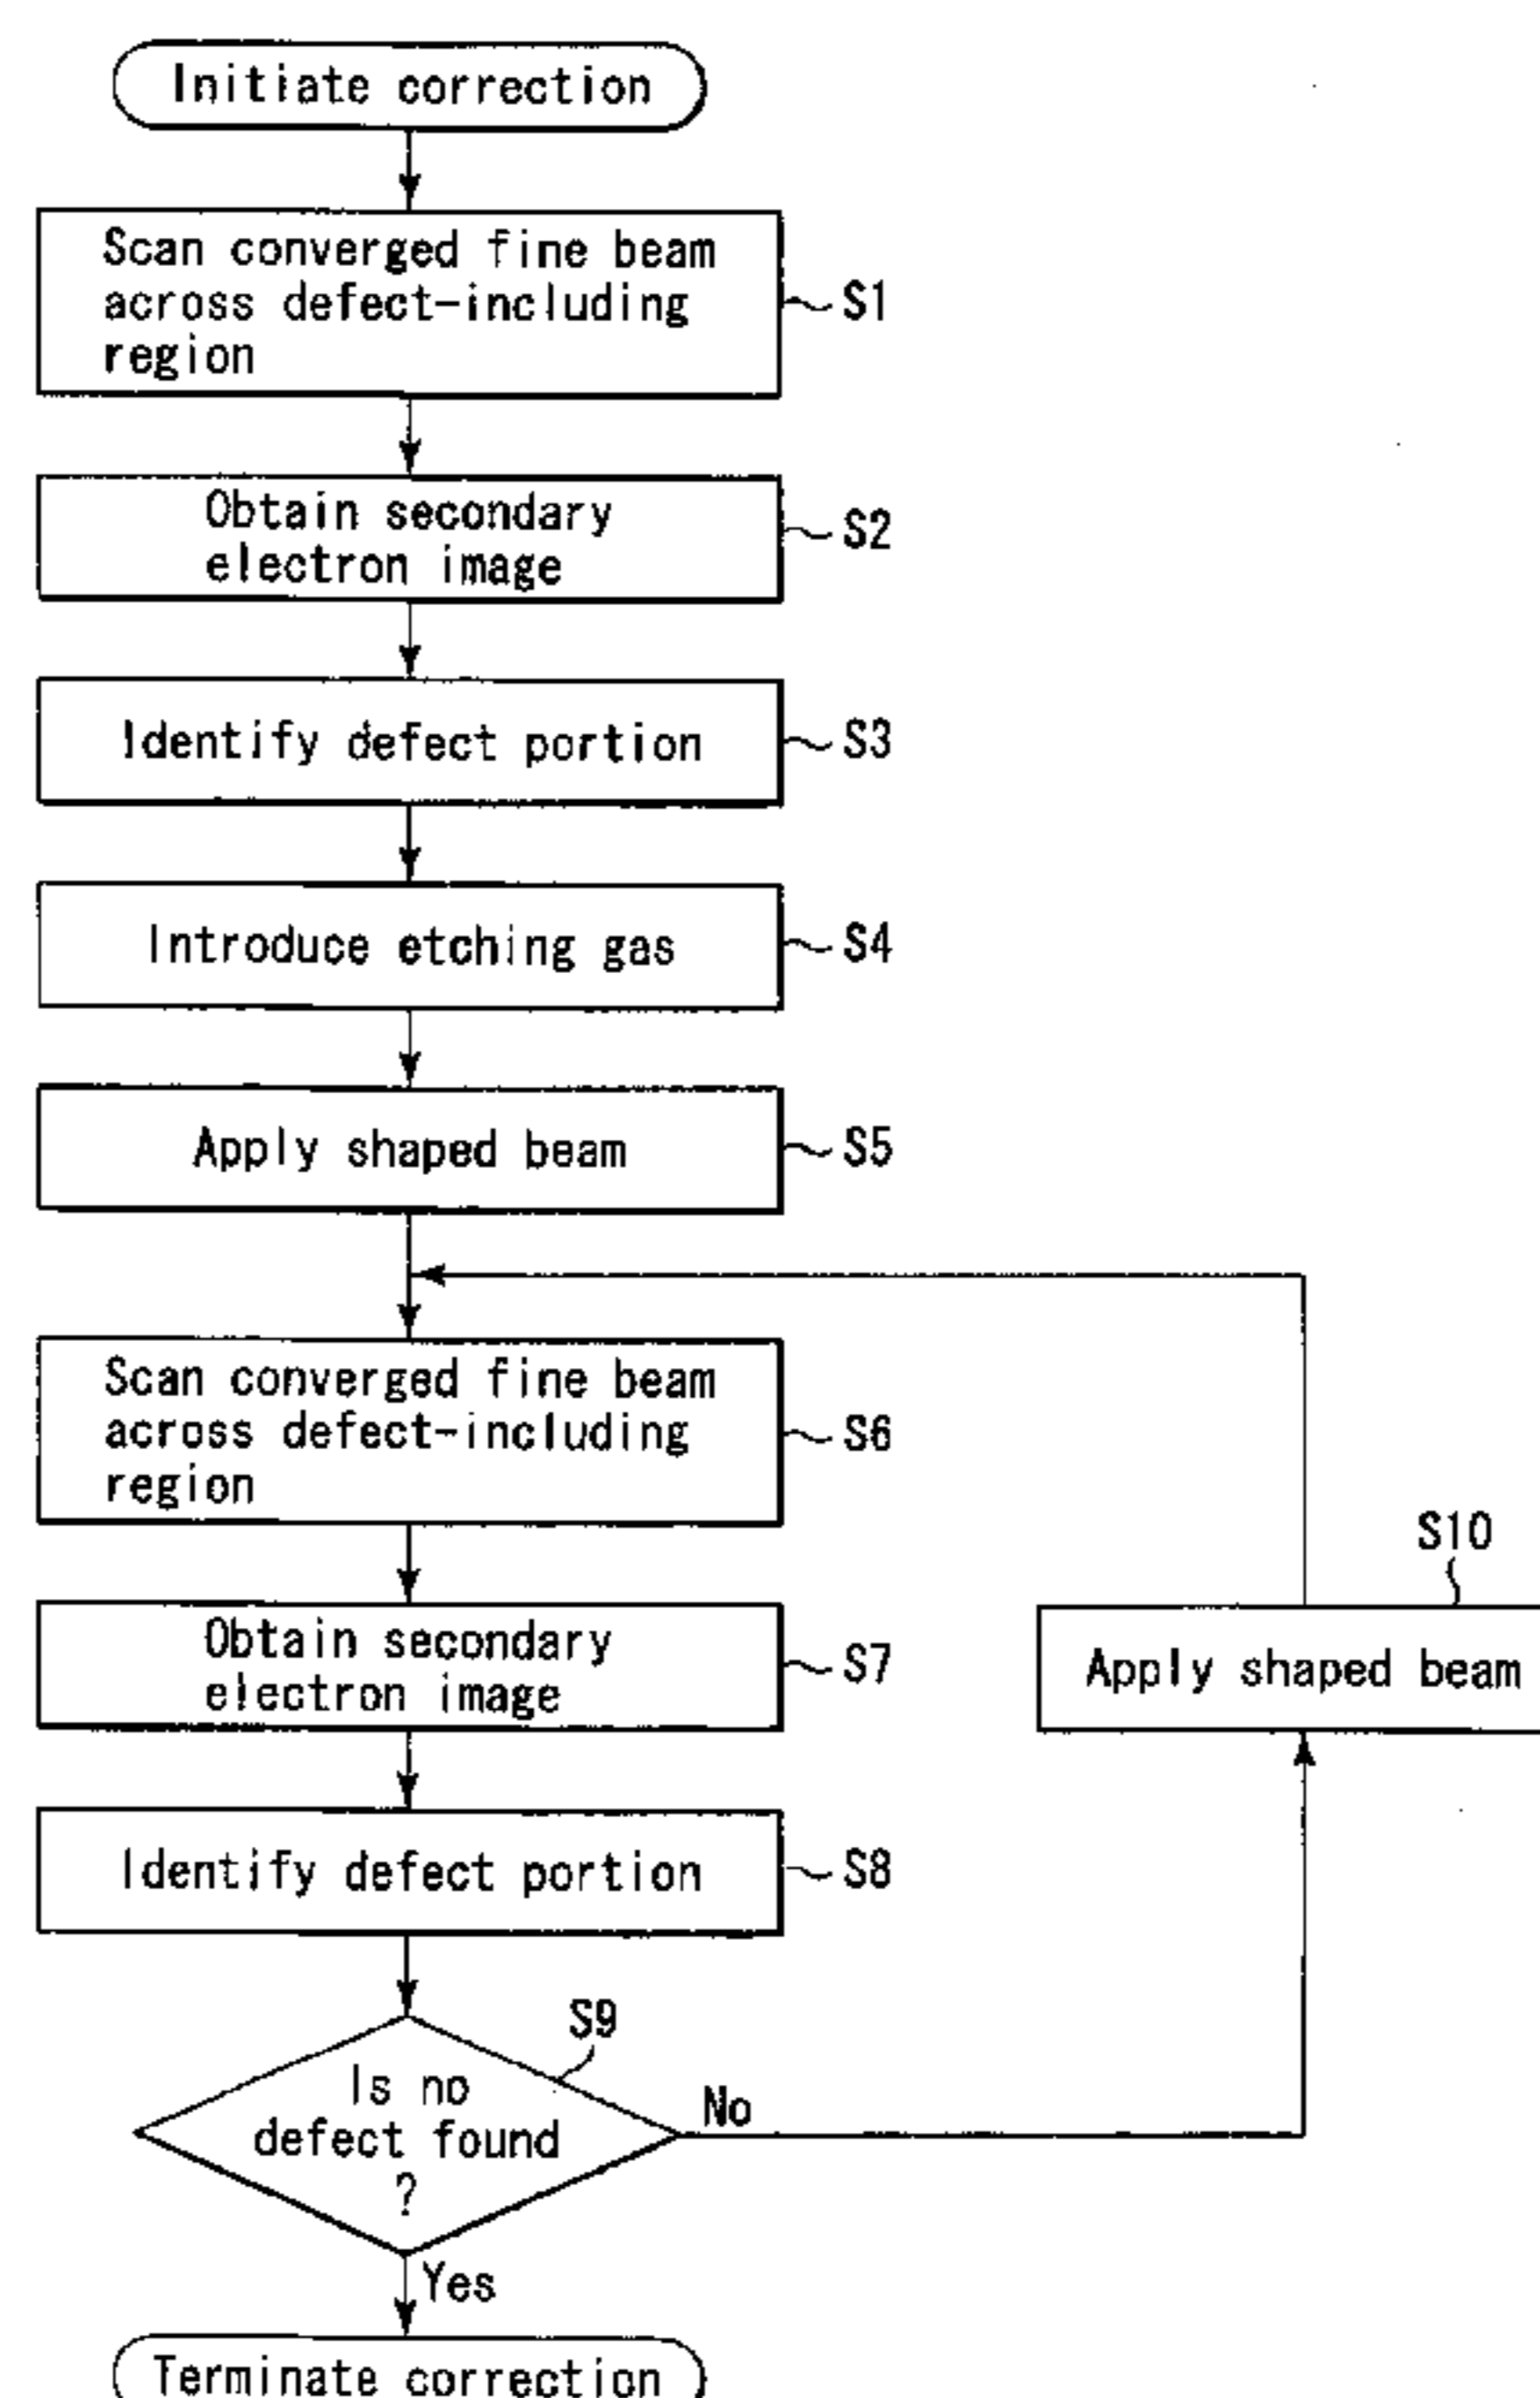 Initiate correction
Scan converged fine beam
across defect-including
region
S1
Obtain secondary
electron image
S2
Identify defect portion
S3
Introduce etching gas
S4
Apply shaped beam
S5
Scan converged fine beam
across defect-including
region
S6
S10
Obtain secondary
electron image
S7
Apply shaped beam
Identify defect portion
S8
S9
Is no
defect found
?
No
Yes
Terminate correction